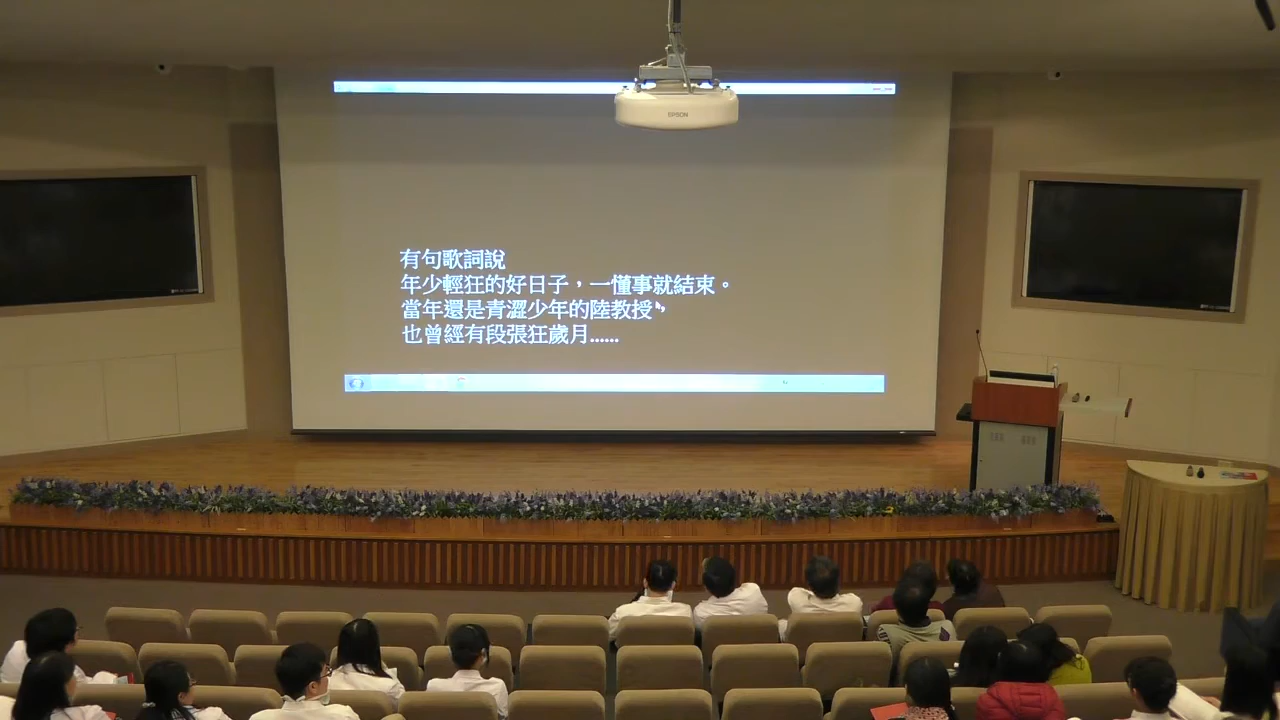 EPSON
有句歌詞說
年少輕狂的好日子，一懂事就結束。
當年還是青澀少年的陸教授，
也曾經有段張狂歲月......